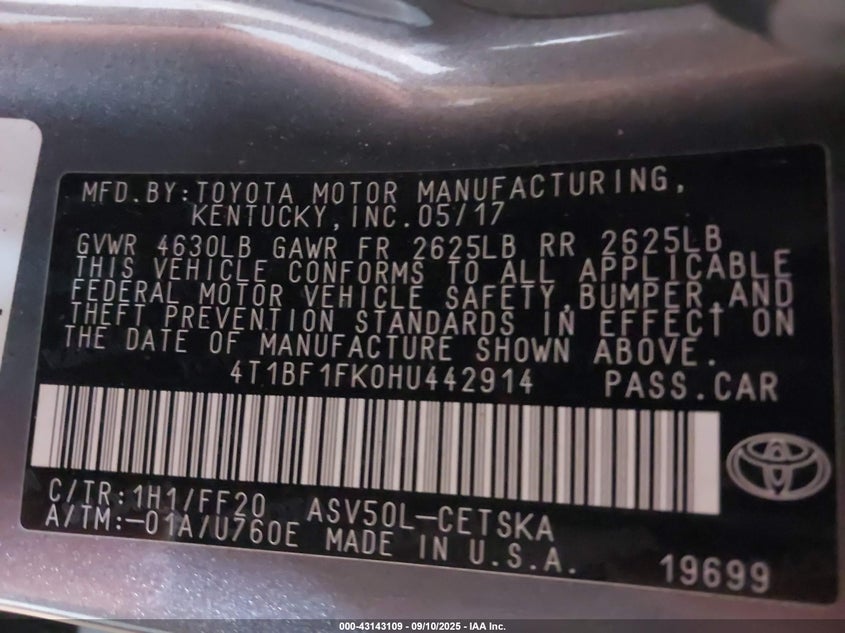 MFD.BY:TOYOTA MOTOR MANUFACTURING,
KENTUCKY,INC.05/17
GVWR 4630LB GAWR FR 2625LB RR 2625LB
THIS VEHICLE CONFORMS TO ALL APPLICABLE
FEDERAL MOTOR VEHICLE SAFETY,BUMPER,AND
THEFT PREVENTION STANDARDS IN EFFECT ON
THE DATE OF MANUFACTURE SHOWN ABOVE.
4T1BF1FK0HU442914 PASS.CAR
C/TR:1H1/FF20 ASV50L-CETSKA
A/TM:-01A/U760E MADE IN U.S.A. 19699
000-43143109 - 09/10/2025 - IAA Inc.